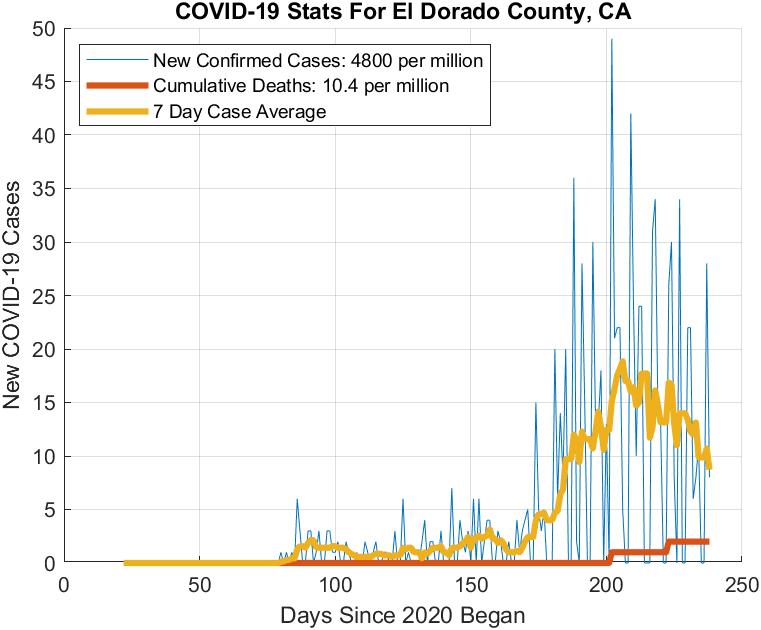 COVID-19 Stats For El Dorado County, CA
New Confirmed Cases: 4800 per million
Cumulative Deaths: 10.4 per million
7 Day Case Average
New COVID-19 Cases
50
45
40
35
30
25
20
15
10
5
0
0 50 100 150 200 250
Days Since 2020 Began